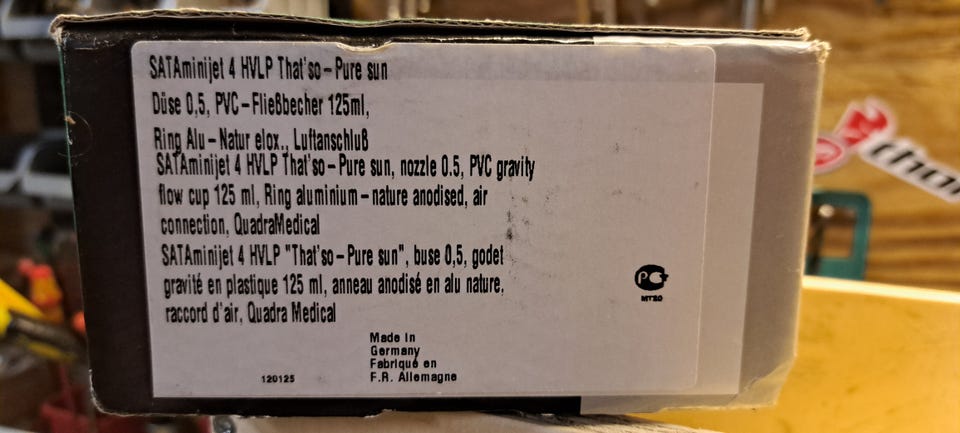 SATAminijet 4 HVLP That'so-Pure sun
Düse 0,5, PVC-Fließbecher 125ml,
Ring Alu-Natur elox., Luftanschluß
SATAminijet 4 HVLP That'so-Pure sun, nozzle 0.5, PVC gravity
flow cup 125 ml, Ring aluminium-nature anodised, air
connection, QuadraMedical
SATAminijet 4 HVLP "That'so-Pure sun", buse 0,5, godet
gravité en plastique 125 ml, anneau anodisé en alu nature,
raccord d'air, Quadra Medical
Made in
Germany
Fabriqué en
F.R. Allemagne
120125
MT20